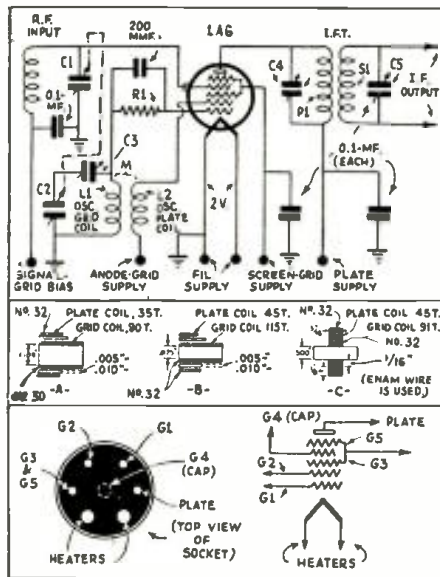 R.F. INPUT
200 MMF.
1A6
I.F.T.
C1
C4
C5
S1
P1
I.F. OUTPUT
0.1-MF.
R1
C3
M
0.1-MF. (EACH)
C2
L1 OSC GRID COIL
L2 OSC PLATE COIL
2V
SIGNAL GRID BIAS
ANODE-GRID SUPPLY
FIL SUPPLY
SCREEN-GRID SUPPLY
PLATE SUPPLY
NO. 32
PLATE COIL, 35T.
GRID COIL, 90T.
.005"-
.010"-
-A-
PLATE COIL 45T.
GRID COIL 115T.
.005"-
.010"-
NO.32
-B-
NO. 32
PLATE COIL 45T
GRID COIL 91T.
NO.32
1/16"
-C-
(ENAM WIRE IS USED)
G2
G1
G3 & G5
G4 (CAP)
PLATE
(TOP VIEW OF SOCKET)
HEATERS
G4 (CAP)
PLATE
G5
G2
G3
G1
HEATERS